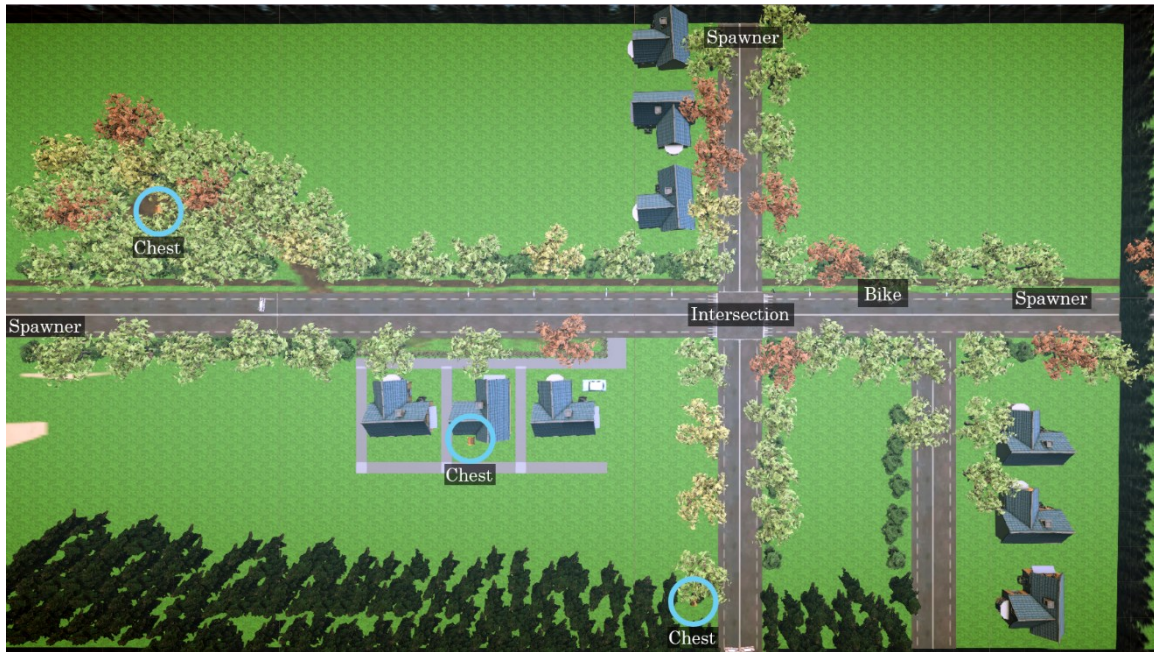 Spawner
Chest
Bike
Spawner
Spawner
Intersection
Chest
Chest